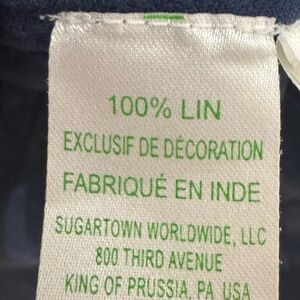 100% LIN
EXCLUSIF DE DÉCORATION
FABRIQUÉ EN INDE
SUGARTOWN WORLDWIDE, LLC
800 THIRD AVENUE
KING OF PRUSSIA, PA, USA